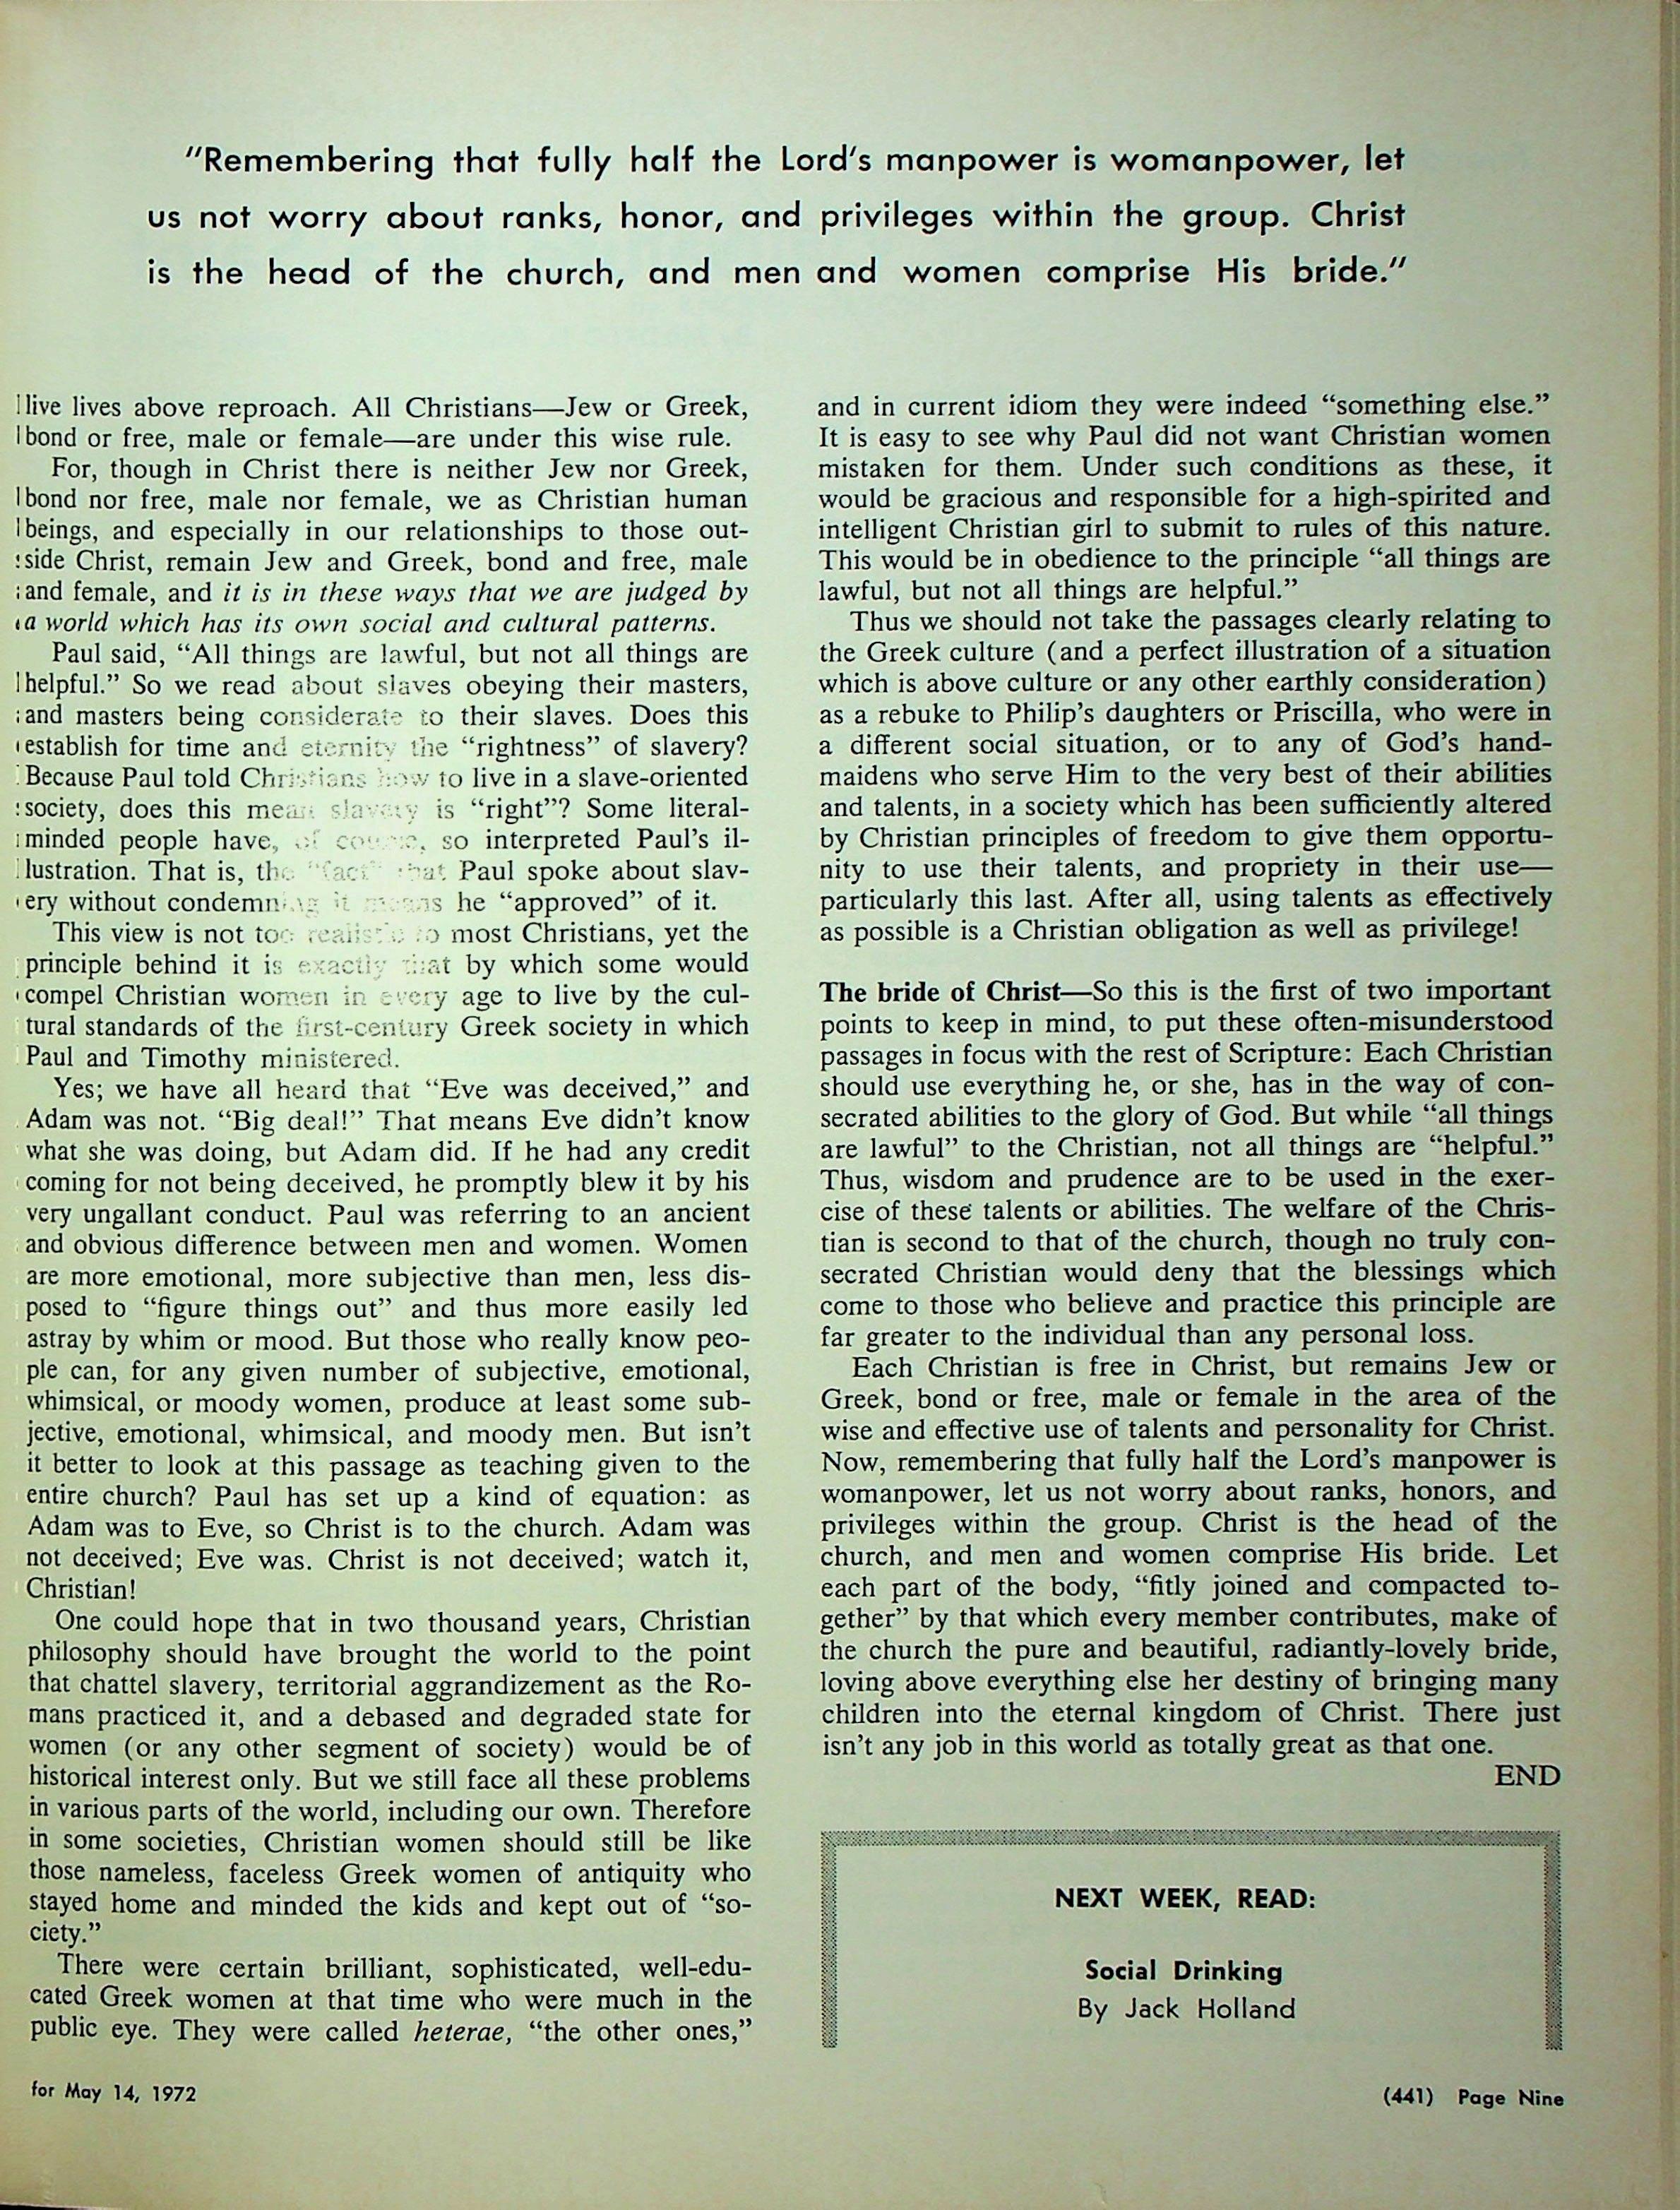 "Remembering that fully half the Lord's manpower is womanpower, let
us not worry about ranks, honor, and privileges within the group. Christ
is the head of the church, and men and women comprise His bride."
live lives above reproach. All Christians—Jew or Greek,
bond or free, male or female—are under this wise rule.
For, though in Christ there is neither Jew nor Greek,
bond nor free, male nor female, we as Christian human
beings, and especially in our relationships to those out-
side Christ, remain Jew and Greek, bond and free, male
and female, and it is in these ways that we are judged by
a world which has its own social and cultural patterns.
Paul said, “All things are lawful, but not all things are
helpful.” So we read about slaves obeying their masters,
and masters being considerate to their slaves. Does this
establish for time and eternity the “rightness” of slavery?
Because Paul told Christians how to live in a slave-oriented
society, does this mean slavery is “right”? Some literal-
minded people have, of course, so interpreted Paul's il-
lustration. That is, the “fact” that Paul spoke about slav-
ery without condemning it means he “approved” of it.
This view is not too realistic to most Christians, yet the
principle behind it is exactly that by which some would
compel Christian women in every age to live by the cul-
tural standards of the first-century Greek society in which
Paul and Timothy ministered.
Yes; we have all heard that “Eve was deceived,” and
Adam was not. “Big deal!” That means Eve didn't know
what she was doing, but Adam did. If he had any credit
coming for not being deceived, he promptly blew it by his
very ungallant conduct. Paul was referring to an ancient
and obvious difference between men and women. Women
are more emotional, more subjective than men, less dis-
posed to “figure things out” and thus more easily led
astray by whim or mood. But those who really know peo-
ple can, for any given number of subjective, emotional,
whimsical, or moody women, produce at least some sub-
jective, emotional, whimsical, and moody men. But isn't
it better to look at this passage as teaching given to the
entire church? Paul has set up a kind of equation: as
Adam was to Eve, so Christ is to the church. Adam was
not deceived; Eve was. Christ is not deceived; watch it,
Christian!
One could hope that in two thousand years, Christian
philosophy should have brought the world to the point
that chattel slavery, territorial aggrandizement as the Ro-
mans practiced it, and a debased and degraded state for
women (or any other segment of society) would be of
historical interest only. But we still face all these problems
in various parts of the world, including our own. Therefore
in some societies, Christian women should still be like
those nameless, faceless Greek women of antiquity who
stayed home and minded the kids and kept out of “so-
ciety.”
There were certain brilliant, sophisticated, well-edu-
cated Greek women at that time who were much in the
public eye. They were called heterae, “the other ones,”
and in current idiom they were indeed “something else.”
It is easy to see why Paul did not want Christian women
mistaken for them. Under such conditions as these, it
would be gracious and responsible for a high-spirited and
intelligent Christian girl to submit to rules of this nature.
This would be in obedience to the principle “all things are
lawful, but not all things are helpful.”
Thus we should not take the passages clearly relating to
the Greek culture (and a perfect illustration of a situation
which is above culture or any other earthly consideration)
as a rebuke to Philip's daughters or Priscilla, who were in
a different social situation, or to any of God's hand-
maidens who serve Him to the very best of their abilities
and talents, in a society which has been sufficiently altered
by Christian principles of freedom to give them opportu-
nity to use their talents, and propriety in their use—
particularly this last. After all, using talents as effectively
as possible is a Christian obligation as well as privilege!
The bride of Christ—So this is the first of two important
points to keep in mind, to put these often-misunderstood
passages in focus with the rest of Scripture: Each Christian
should use everything he, or she, has in the way of con-
secrated abilities to the glory of God. But while “all things
are lawful” to the Christian, not all things are “helpful.”
Thus, wisdom and prudence are to be used in the exer-
cise of these talents or abilities. The welfare of the Chris-
tian is second to that of the church, though no truly con-
secrated Christian would deny that the blessings which
come to those who believe and practice this principle are
far greater to the individual than any personal loss.
Each Christian is free in Christ, but remains Jew or
Greek, bond or free, male or female in the area of the
wise and effective use of talents and personality for Christ.
Now, remembering that fully half the Lord's manpower is
womanpower, let us not worry about ranks, honors, and
privileges within the group. Christ is the head of the
church, and men and women comprise His bride. Let
each part of the body, “fitly joined and compacted to-
gether” by that which every member contributes, make of
the church the pure and beautiful, radiantly-lovely bride,
loving above everything else her destiny of bringing many
children into the eternal kingdom of Christ. There just
isn't any job in this world as totally great as that one.
END
NEXT WEEK, READ:
Social Drinking
By Jack Holland
for May 14, 1972
(441) Page Nine